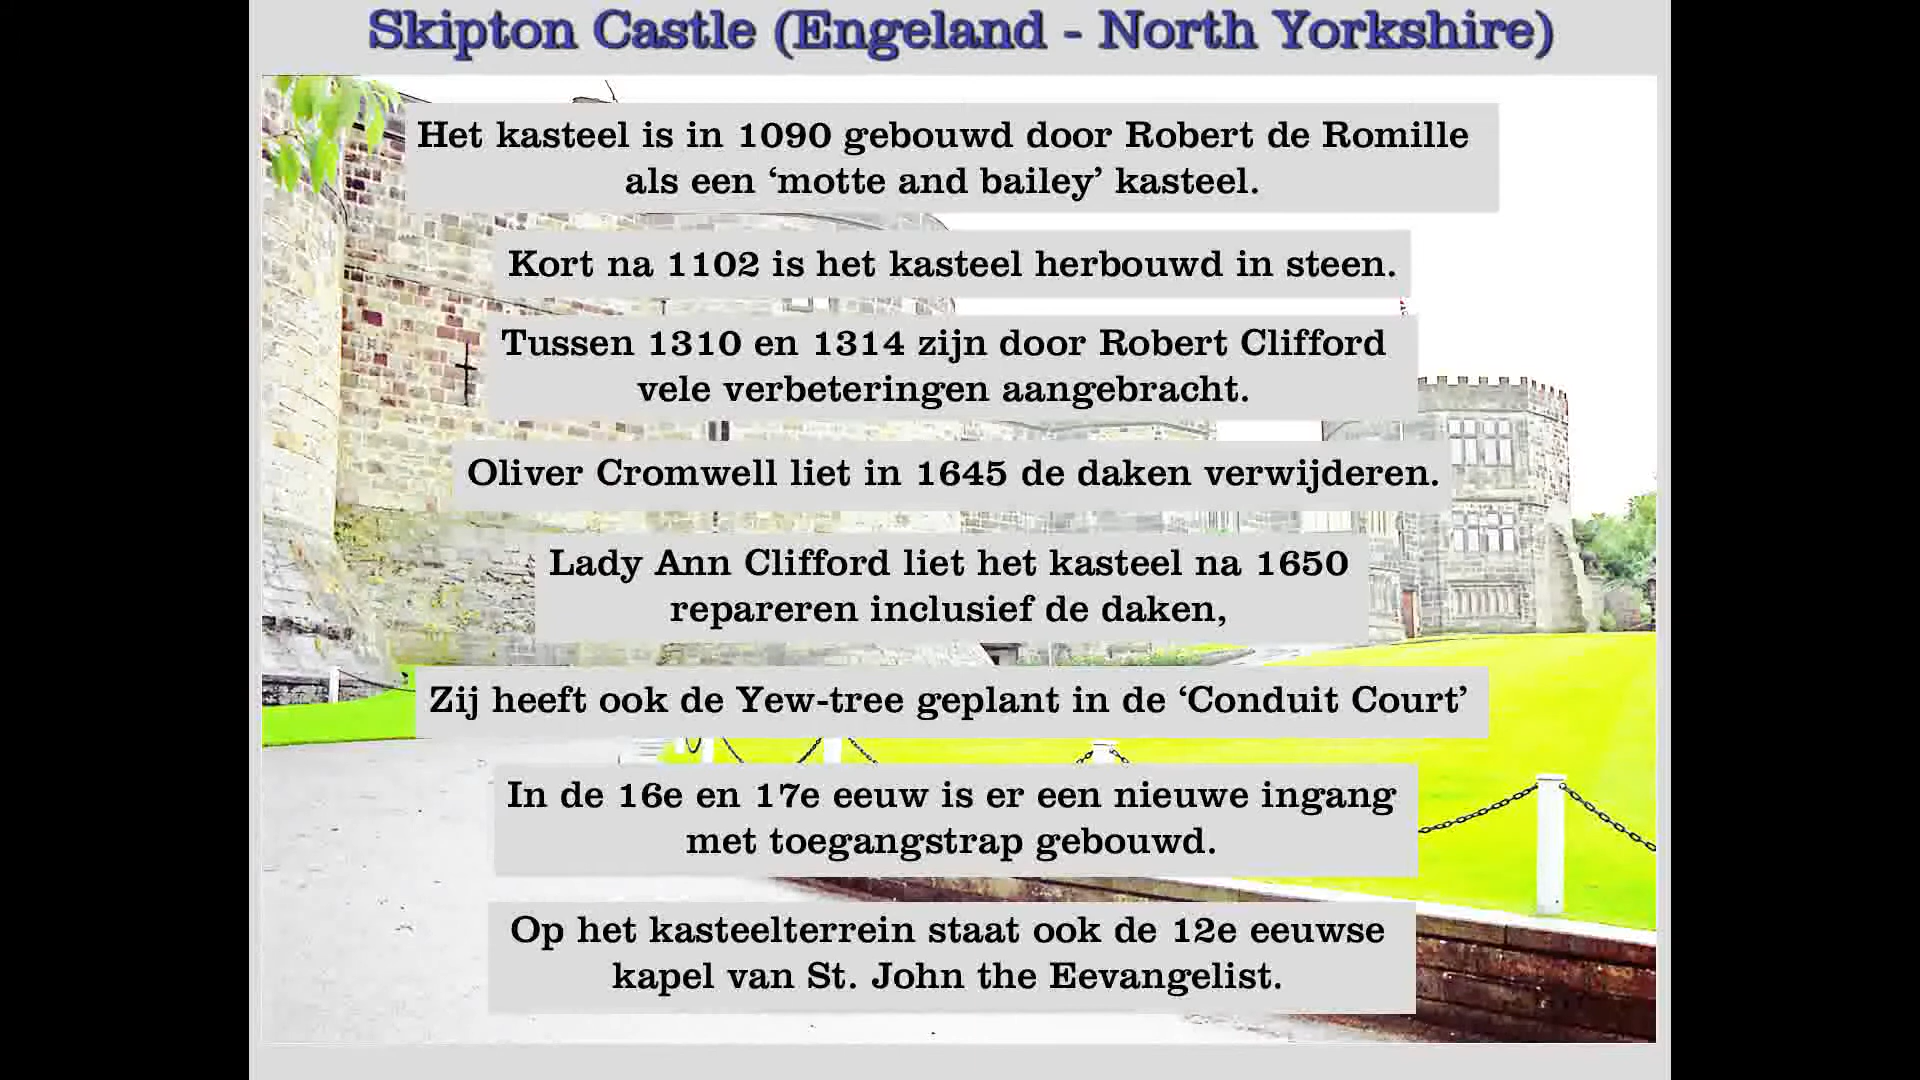 Skipton Castle (Engeland - North Yorkshire)
Het kasteel is in 1090 gebouwd door Robert de Romille
als een ‘motte and bailey’ kasteel.
Kort na 1102 is het kasteel herbouwd in steen.
Tussen 1310 en 1314 zijn door Robert Clifford
vele verbeteringen aangebracht.
Oliver Cromwell liet in 1645 de daken verwijderen.
Lady Ann Clifford liet het kasteel na 1650
repareren inclusief de daken,
Zij heeft ook de Yew-tree geplant in de ‘Conduit Court’
In de 16e en 17e eeuw is er een nieuwe ingang
met toegangstrap gebouwd.
Op het kasteelterrein staat ook de 12e eeuwse
kapel van St. John the Eevangelist.